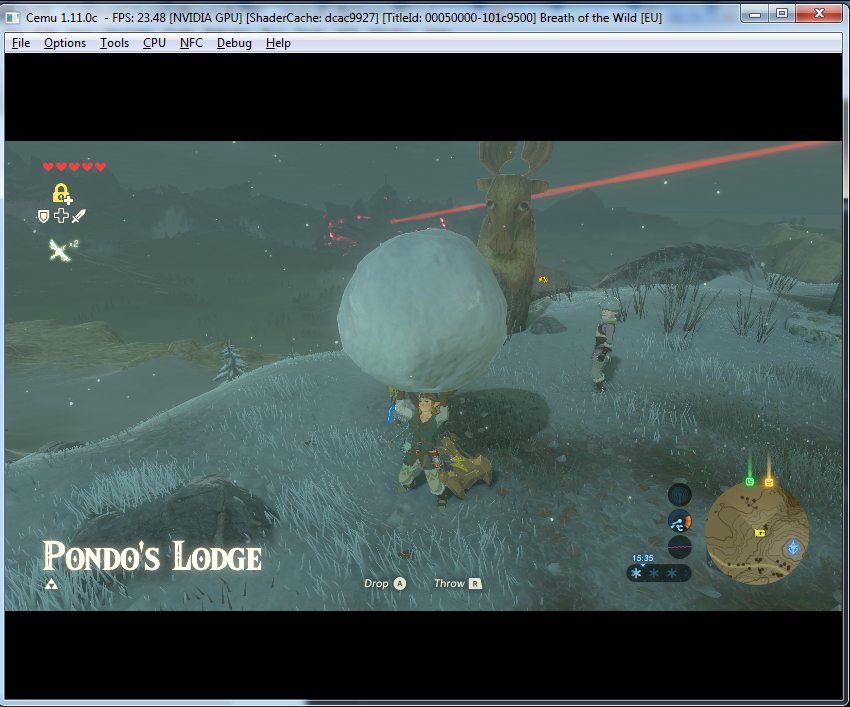 Cemu 1.11.0c - FPS: 23.48 [NVIDIA GPU] [ShaderCache: dcac9927] [TitleId: 00050000-101c9500] Breath of the Wild [EU]
File Options Tools CPU NFC Debug Help
×2
15:35
Pondo's Lodge
Drop A Throw R